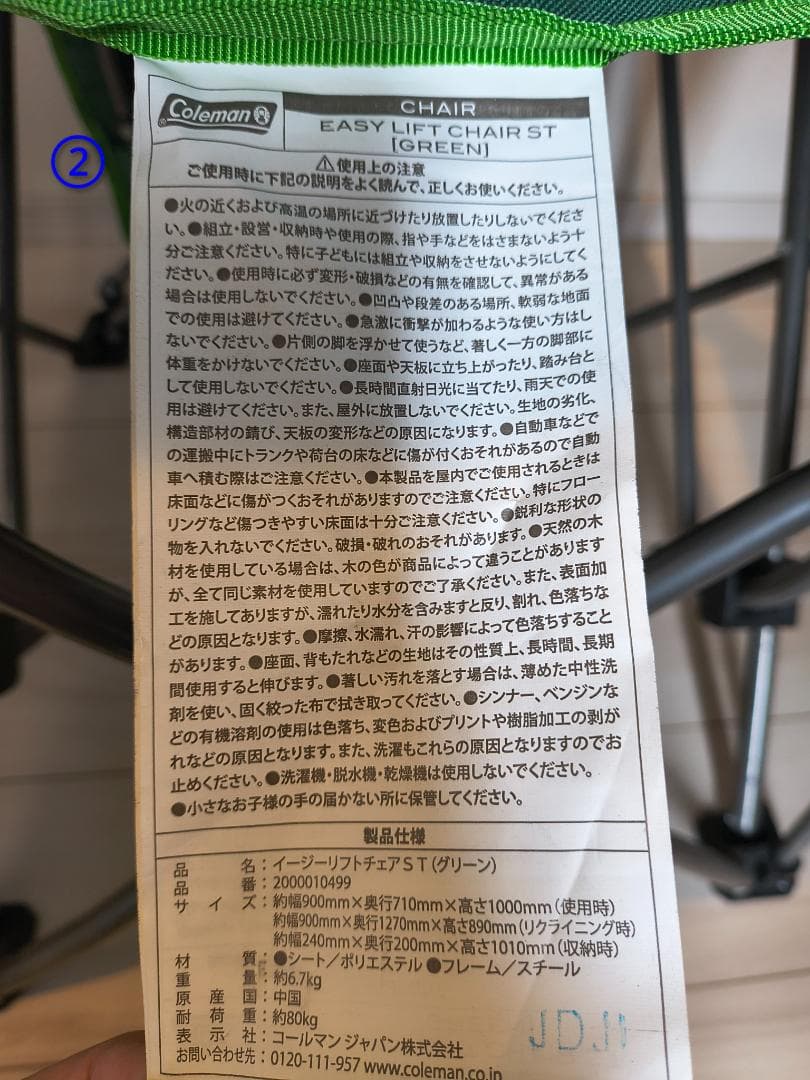 Coleman
CHAIR
EASY LIFT CHAIR ST
[GREEN]
②
⚠使用上の注意
ご使用時に下記の説明をよく読んで、正しくお使いください。
●火の近くおよび高温の場所に近づけたり放置したりしないでくださ
い。●組立・設営・収納時や使用の際、指や手などをはさまないよう十
分ご注意ください。特に子どもには組立や収納をさせないようにしてく
ださい。●使用時に必ず変形・破損などの有無を確認して、異常がある
場合は使用しないでください。●凹凸や段差のある場所、軟弱な地面
での使用は避けてください。●急激に衝撃が加わるような使い方はし
ないでください。●片側の脚を浮かせて使うなど、著しく一方の脚部に
体重をかけないでください。●座面や天板に立ち上がったり、踏み台と
して使用しないでください。●長時間直射日光に当てたり、雨天での使
用は避けてください。また、屋外に放置しないでください。生地の劣化、
構造部材の錆び、天板の変形などの原因になります。●自動車などで
の運搬中にトランクや荷台の床などに傷が付くおそれがあるので自動
車へ積む際はご注意ください。●本製品を屋内でご使用されるときは
床面などに傷がつくおそれがありますのでご注意ください。特にフロー
リングなど傷つきやすい床面は十分ご注意ください。●鋭利な形状の
物を入れないでください。破損・破れのおそれがあります。●天然の木
材を使用している場合は、木の色が商品によって違うことがあります
が、全て同じ素材を使用していますのでご了承ください。また、表面加
工を施してありますが、濡れたり水分を含みますと反り、割れ、色落ちな
どの原因となります。●摩擦、水濡れ、汗の影響によって色落ちすること
があります。●座面、背もたれなどの生地はその性質上、長時間、長期
間使用すると伸びます。●著しい汚れを落とす場合は、薄めた中性洗
剤を使い、固く絞った布で拭き取ってください。●シンナー、ベンジンな
どの有機溶剤の使用は色落ち、変色およびプリントや樹脂加工の剥が
れなどの原因となります。また、洗濯もこれらの原因となりますのでお
止めください。●洗濯機・脱水機・乾燥機は使用しないでください。
●小さなお子様の手の届かない所に保管してください。
製品仕様
品 名：イージーリフトチェアST（グリーン）
品 番：2000010499
サイズ：約幅900mm×奥行710mm×高さ1000mm（使用時）
約幅900mm×奥行1270mm×高さ890mm（リクライニング時）
約幅240mm×奥行200mm×高さ1010mm（収納時）
材 質：●シート／ポリエステル ●フレーム／スチール
重 量：約6.7kg
原産国：中国
耐荷重：約80kg
表示社：コールマン ジャパン株式会社
お問い合わせ先：0120-111-957 www.coleman.co.jp
JDJ1